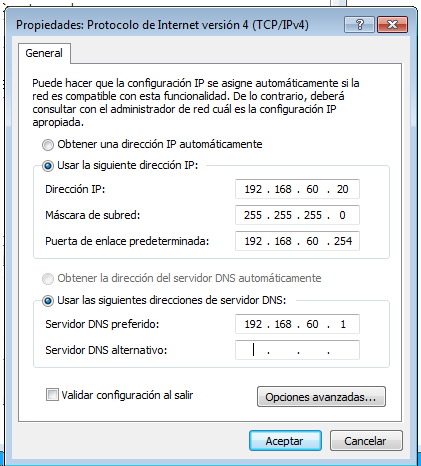 Propiedades: Protocolo de Internet versión 4 (TCP/IPv4)
General
Puede hacer que la configuración IP se asigne automáticamente si la
red es compatible con esta funcionalidad. De lo contrario, deberá
consultar con el administrador de red cuál es la configuración IP
apropiada.
Obtener una dirección IP automáticamente
Usar la siguiente dirección IP:
Dirección IP: 192 . 168 . 60 . 20
Máscara de subred: 255 . 255 . 255 . 0
Puerta de enlace predeterminada: 192 . 168 . 60 . 254
Obtener la dirección del servidor DNS automáticamente
Usar las siguientes direcciones de servidor DNS:
Servidor DNS preferido: 192 . 168 . 60 . 1
Servidor DNS alternativo: . . .
Validar configuración al salir
Opciones avanzadas...
Aceptar Cancelar